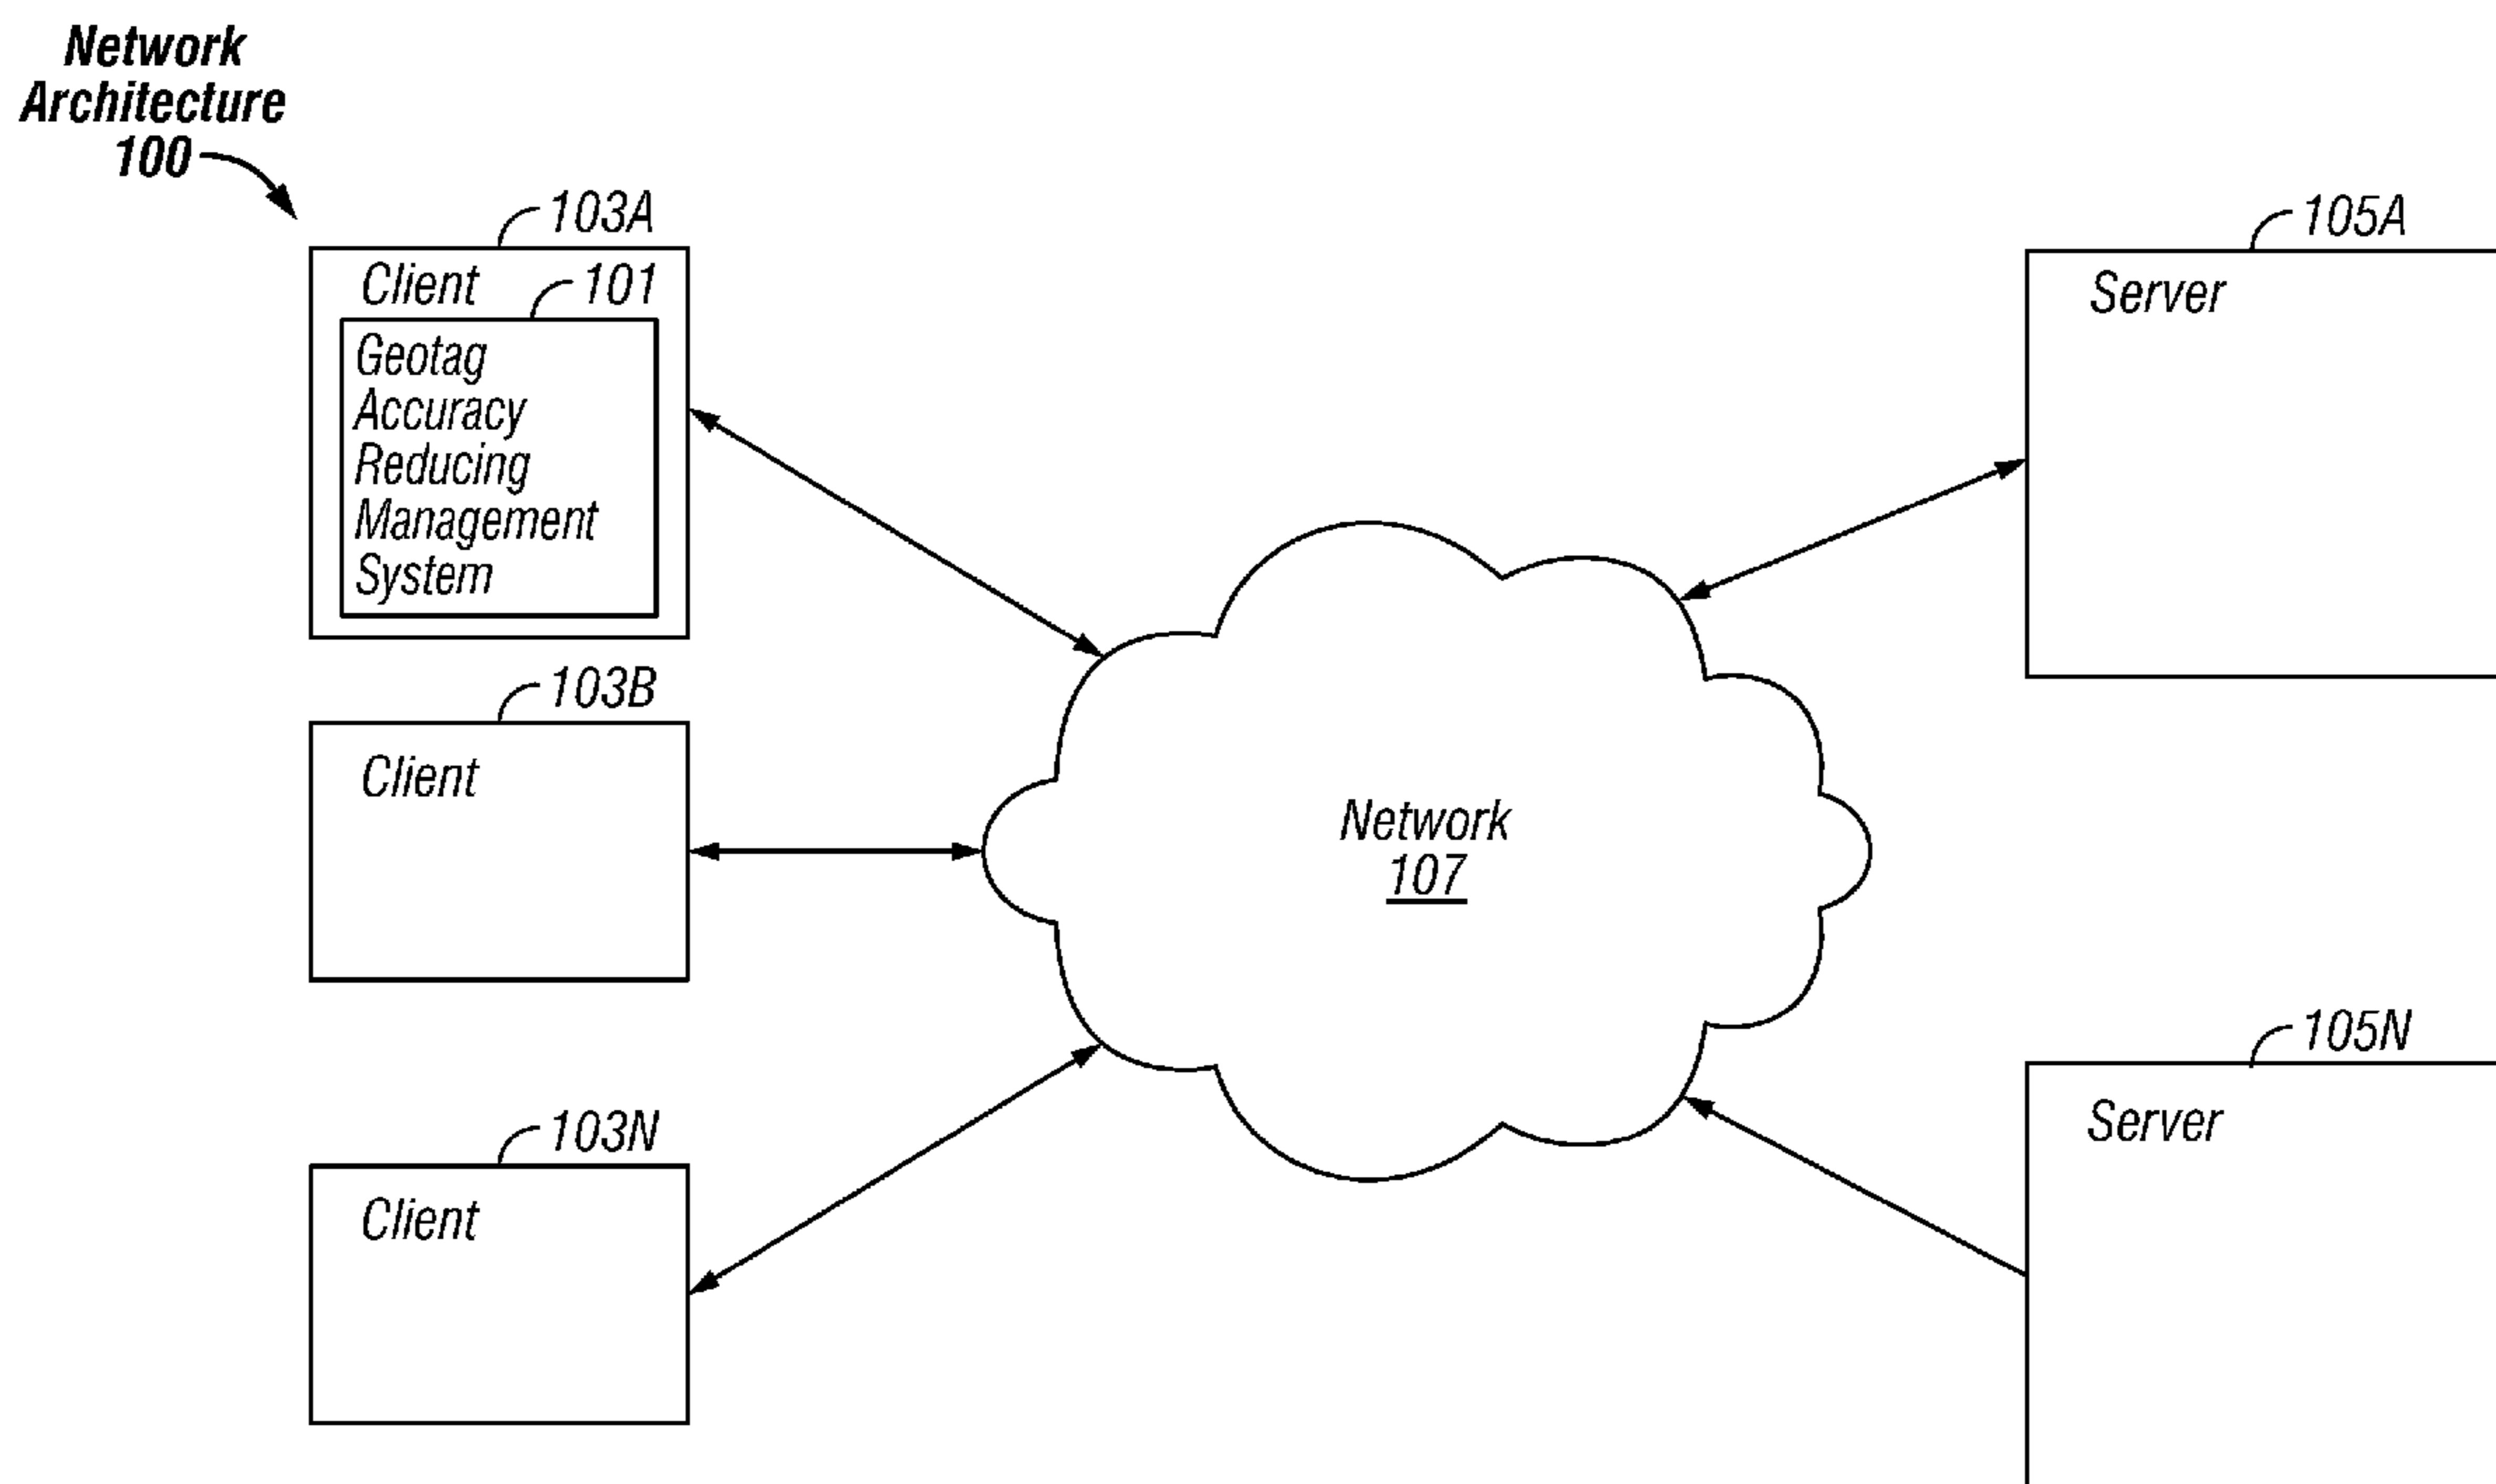 Network
Architecture
100
103A
Client
101
Geotag
Accuracy
Reducing
Management
System
103B
Client
103N
Client
Network
107
105A
Server
105N
Server